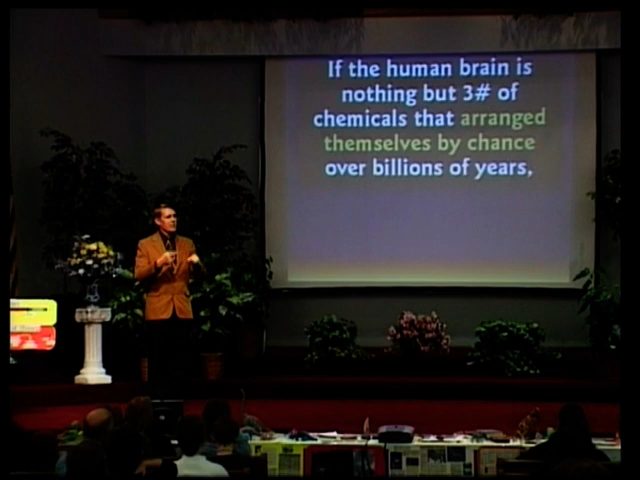 If the human brain is
nothing but 3# of
chemicals that arranged
themselves by chance
over billions of years,